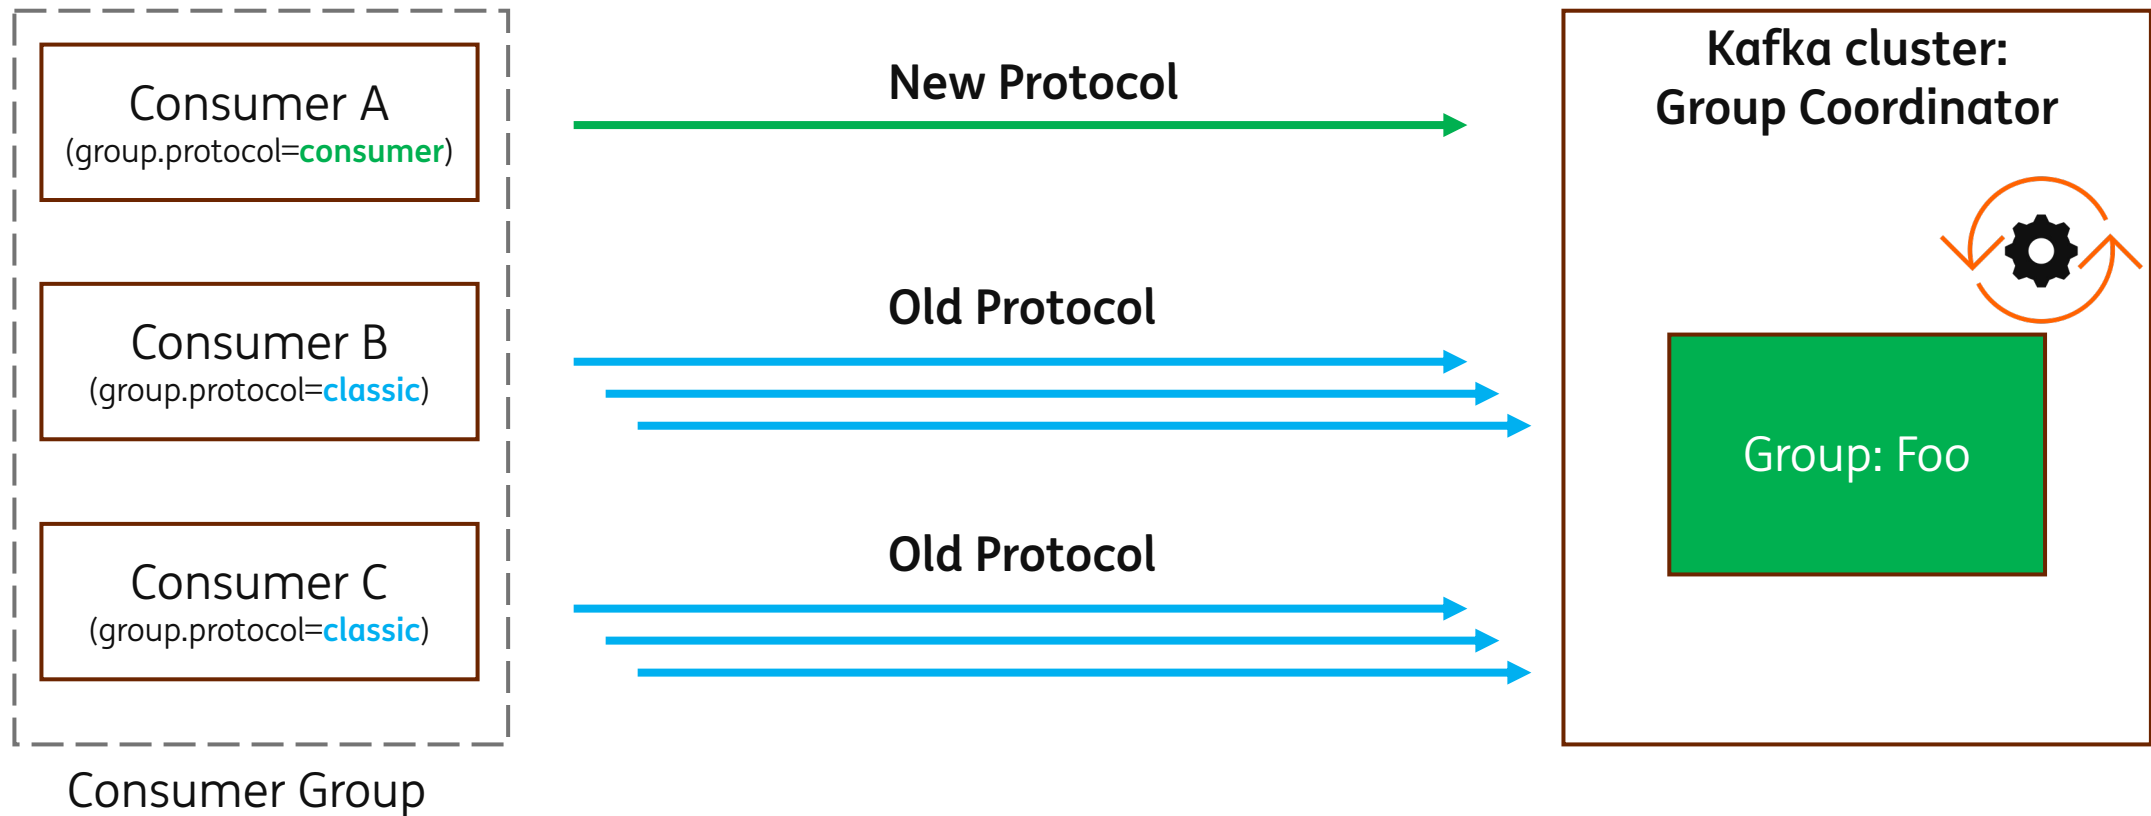 Consumer A
(group.protocol=consumer)
Consumer B
(group.protocol=classic)
Consumer C
(group.protocol=classic)
Consumer Group
New Protocol
Old Protocol
Old Protocol
Kafka cluster:
Group Coordinator
Group: Foo